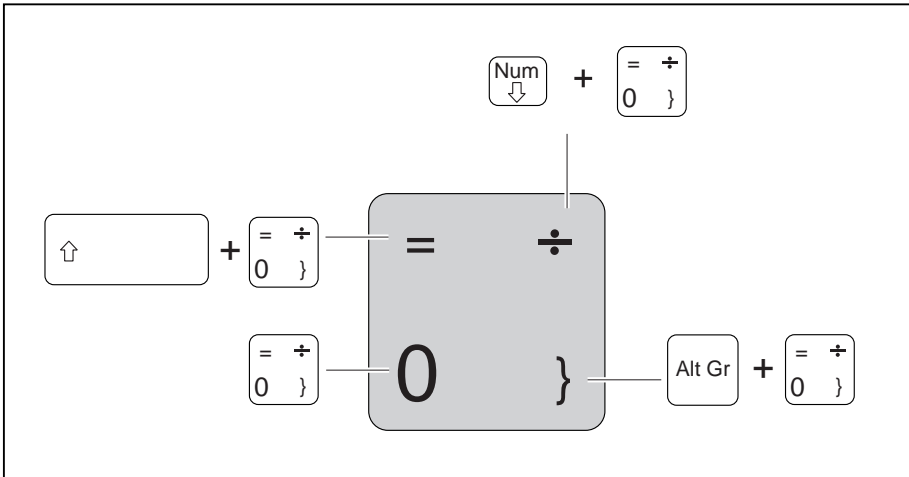 Num + = ÷
⇩ 0 }
⇧ + = ÷
0 }
= ÷
0 }
= ÷
0 }
Alt Gr + = ÷
0 }